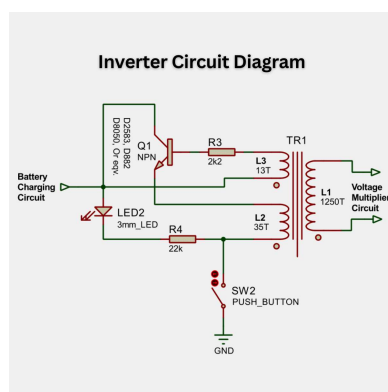 Inverter Circuit Diagram
D2583, D882
D8050, Or eqv.
Q1
NPN
R3
2k2
TR1
L3
13T
Battery
Charging
Circuit
L1
1250T
Voltage
Multiplier
Circuit
LED2
3mm_LED
L2
35T
R4
22k
SW2
PUSH_BUTTON
GND